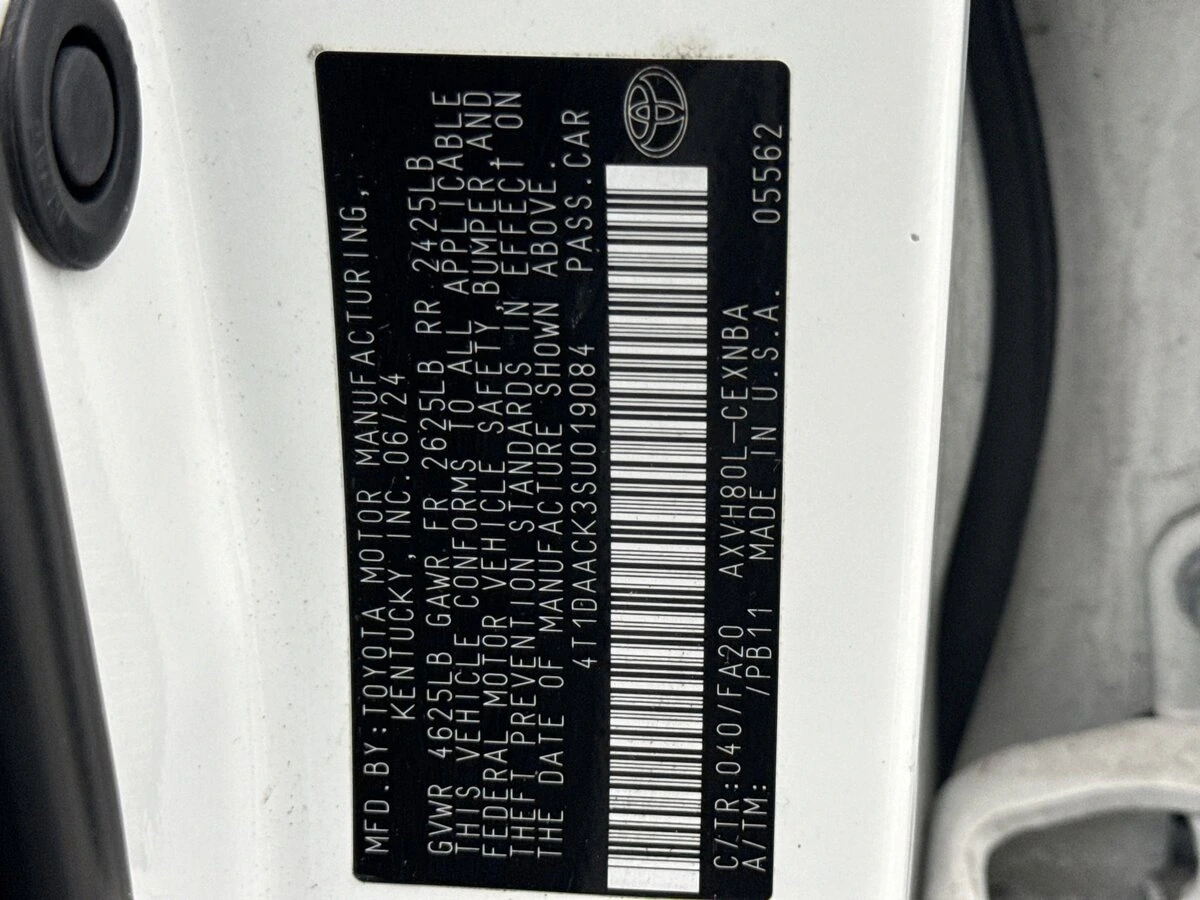 MFD.BY:TOYOTA MOTOR MANUFACTURING,
KENTUCKY,INC.06/24
GVWR 4625LB GAWR FR 2625LB RR 2425LB
THIS VEHICLE CONFORMS TO ALL APPLICABLE
FEDERAL MOTOR VEHICLE SAFETY,BUMPER,AND
THEFT PREVENTION STANDARDS IN EFFECT ON
THE DATE OF MANUFACTURE SHOWN ABOVE.
4T1DAACK3SU019084 PASS.CAR
C/TR:040/FA20 AXVH80L-CEXNBA
A/TM: /PB11 MADE IN U.S.A. 05562